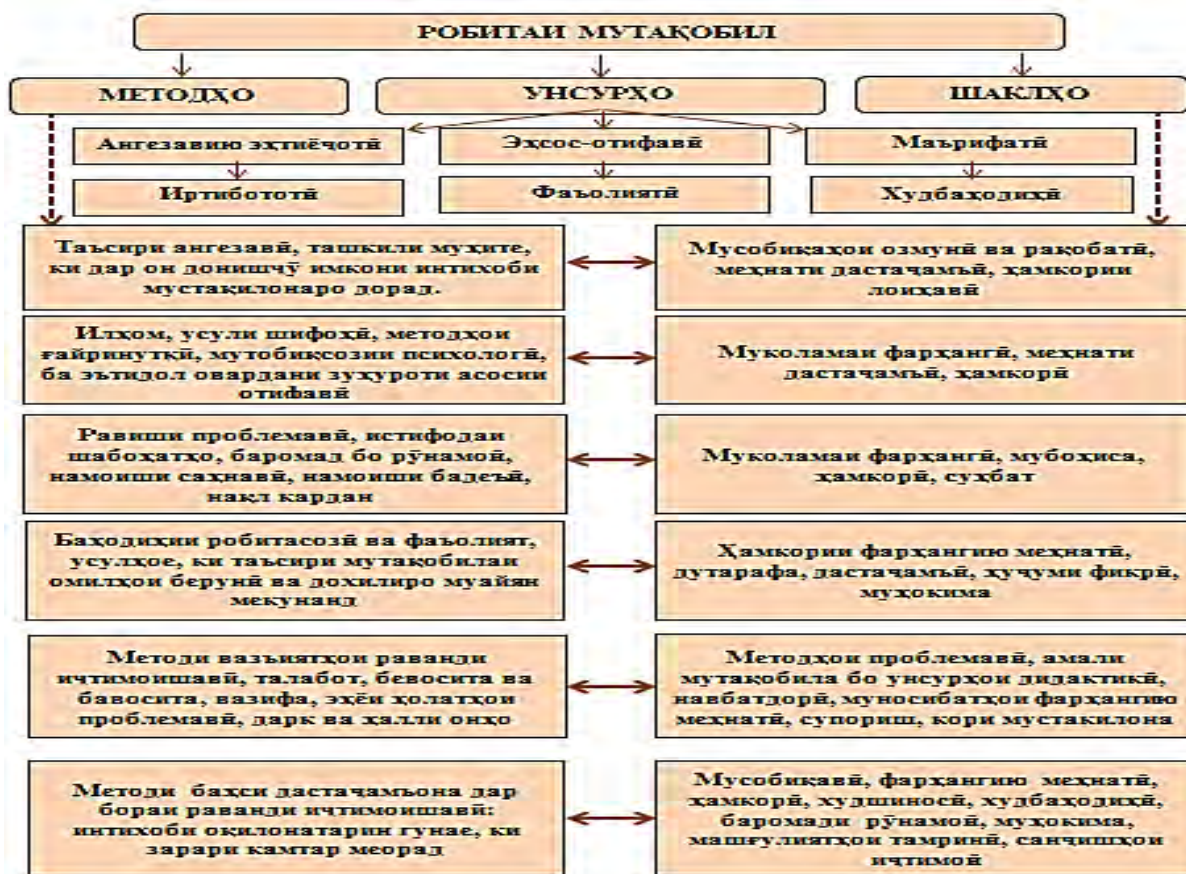 РОБИТАИ МУТАҚОБИЛ
МЕТОДҲО
УНСУРҲО
ШАКЛҲО
Ангезавию эҳтиёҷотӣ
Эҳсос-отифавӣ
Маърифатӣ
Иртибототӣ
Фаъолиятӣ
Худбаҳодиҳӣ
Таъсири ангезавӣ, ташкили муҳите,
ки дар он донишҷӯ имкони интихоби
мустақилонаро дорад.
Мусобиқаҳои озмунӣ ва рақобатӣ,
меҳнати дастаҷамъӣ, ҳамкории
лоиҳавӣ
Илҳом, усули шифоҳӣ, методҳои
ғайринутқӣ, мутобиқсозии психологӣ,
ба эътидол овардани зуҳуроти асосии
отифавӣ
Муколамаи фарҳангӣ, меҳнати
дастаҷамъӣ, ҳамкорӣ
Равиши проблемавӣ, истифодаи
шабоҳатҳо, баромад бо рӯнамоӣ,
намоиши саҳнавӣ, намоиши бадеъӣ,
нақл кардан
Муколамаи фарҳангӣ, мубоҳиса,
ҳамкорӣ, суҳбат
Баҳодиҳии робитасозӣ ва фаъолият,
усулҳое, ки таъсири мутақобилаи
омилҳои берунӣ ва дохилиро муайян
мекунанд
Ҳамкории фарҳангию меҳнатӣ,
дутарафа, дастаҷамъӣ, ҳуҷуми фикрӣ,
муҳокима
Методи вазъиятҳои раванди
иҷтимоишавӣ, талабот, бевосита ва
бавосита, вазифа, эҳёи ҳолатҳои
проблемавӣ, дарк ва ҳалли онҳо
Методҳои проблемавӣ, амали
мутақобила бо унсурҳои дидактикӣ,
навбатдорӣ, муносибатҳои фарҳангию
меҳнатӣ, супориш, кори мустакилона
Методи баҳси дастаҷамъона дар
бораи раванди иҷтимоишавӣ:
интихоби оқилонатарин гунае, ки
зарари камтар меорад
Мусобиқавӣ, фарҳангию меҳнатӣ,
ҳамкорӣ, худшиносӣ, худбаҳодиҳӣ,
баромади рӯнамоӣ, муҳокима,
машғулиятҳои тамринӣ, санҷишҳои
иҷтимоӣ